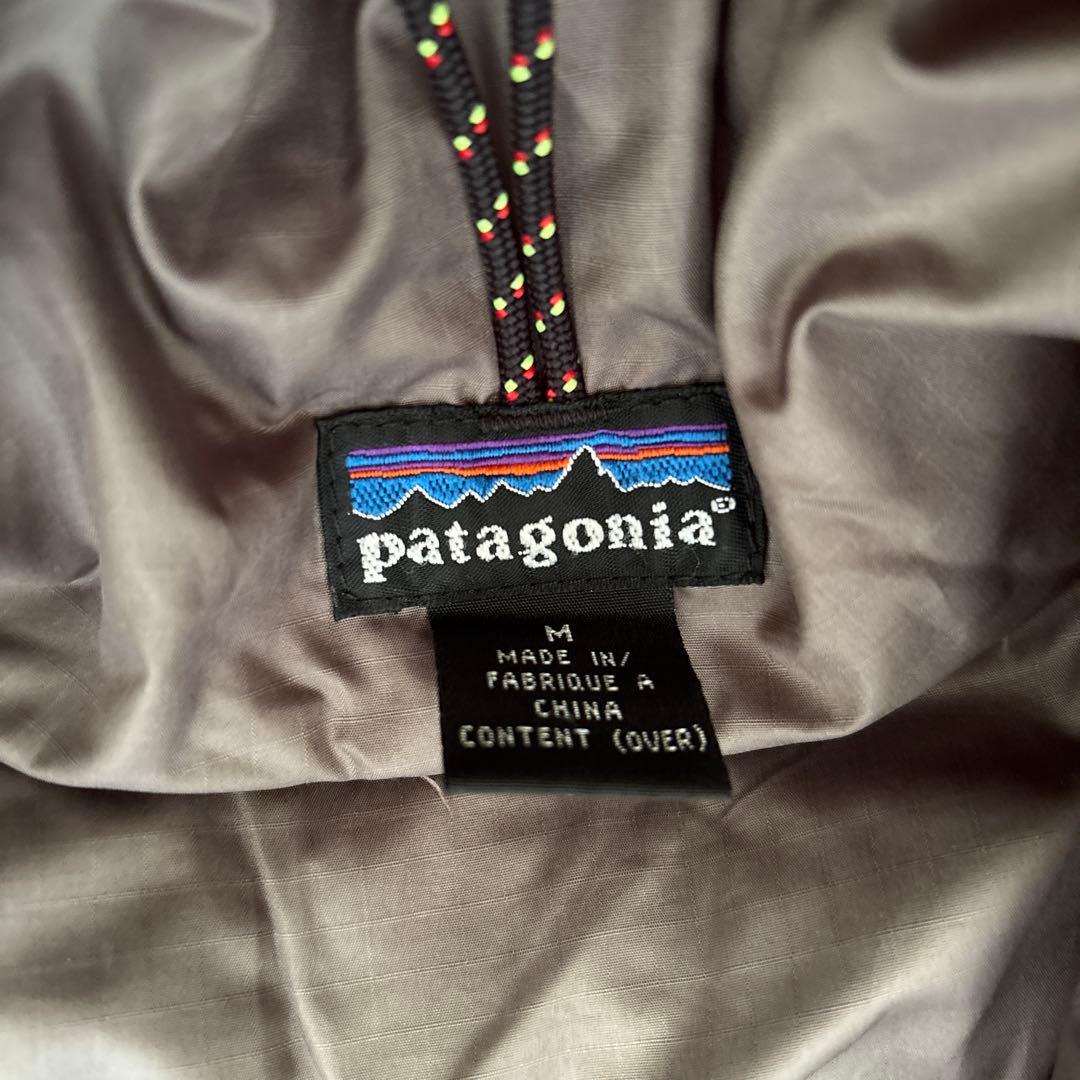 patagonia®
M
MADE IN/
FABRIQUE A
CHINA
CONTENT (OVER)